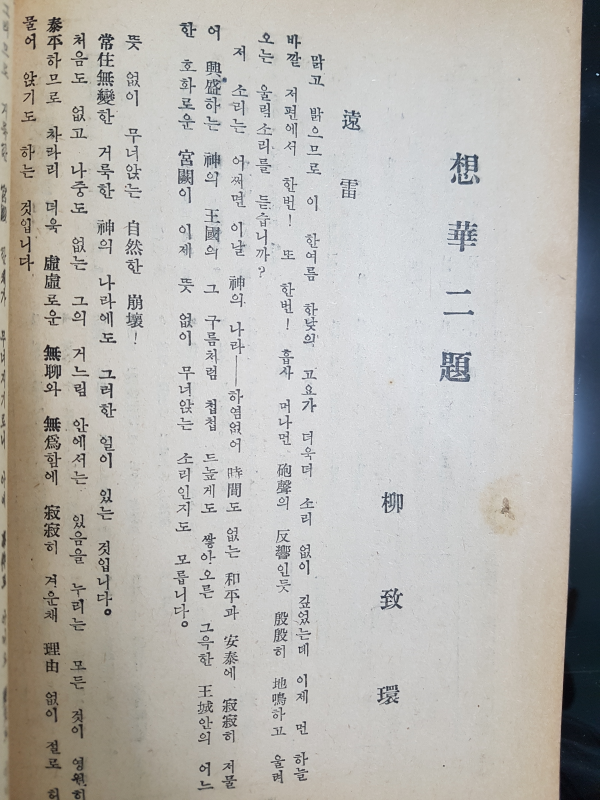 想華二題
柳致環
遠雷
맑고 밝으므로 이 한여름 한낮의 고요가 더욱더 소리 없이 깊었는데 이제 먼 하늘
바깥 저편에서 한번! 또 한번! 흡사 머나먼 砲聲의 反響인듯 殷殷히 地鳴하고 울려
오는 울림소리를 듣습니까?
저 소리는 어쩌면 이날 神의 나라——하염없어 時間도 없는 和平과 安泰에 寂寂히 저물
어 興盛하는 神의 王國의 그 구름처럼 첩첩 드높게도 쌓아오른 그윽한 王城안의 어느
한 호화로운 宮闕이 이제 뜻 없이 무너앉는 소리인지도 모릅니다。
뜻 없이 무너앉는 自然한 崩壞!
常住無變한 거룩한 神의 나라에도 그러한 일이 있는 것입니다。
처음도 없고 나중도 없는 그의 거느림 안에서는 있음을 누리는 모든 것이 영원히
泰平하므로 차라리 더욱 虛虛로운 無聊와 無爲함에 寂寂히 겨운채 理由 없이 절로 허
물어 앉기도 하는 것입니다.